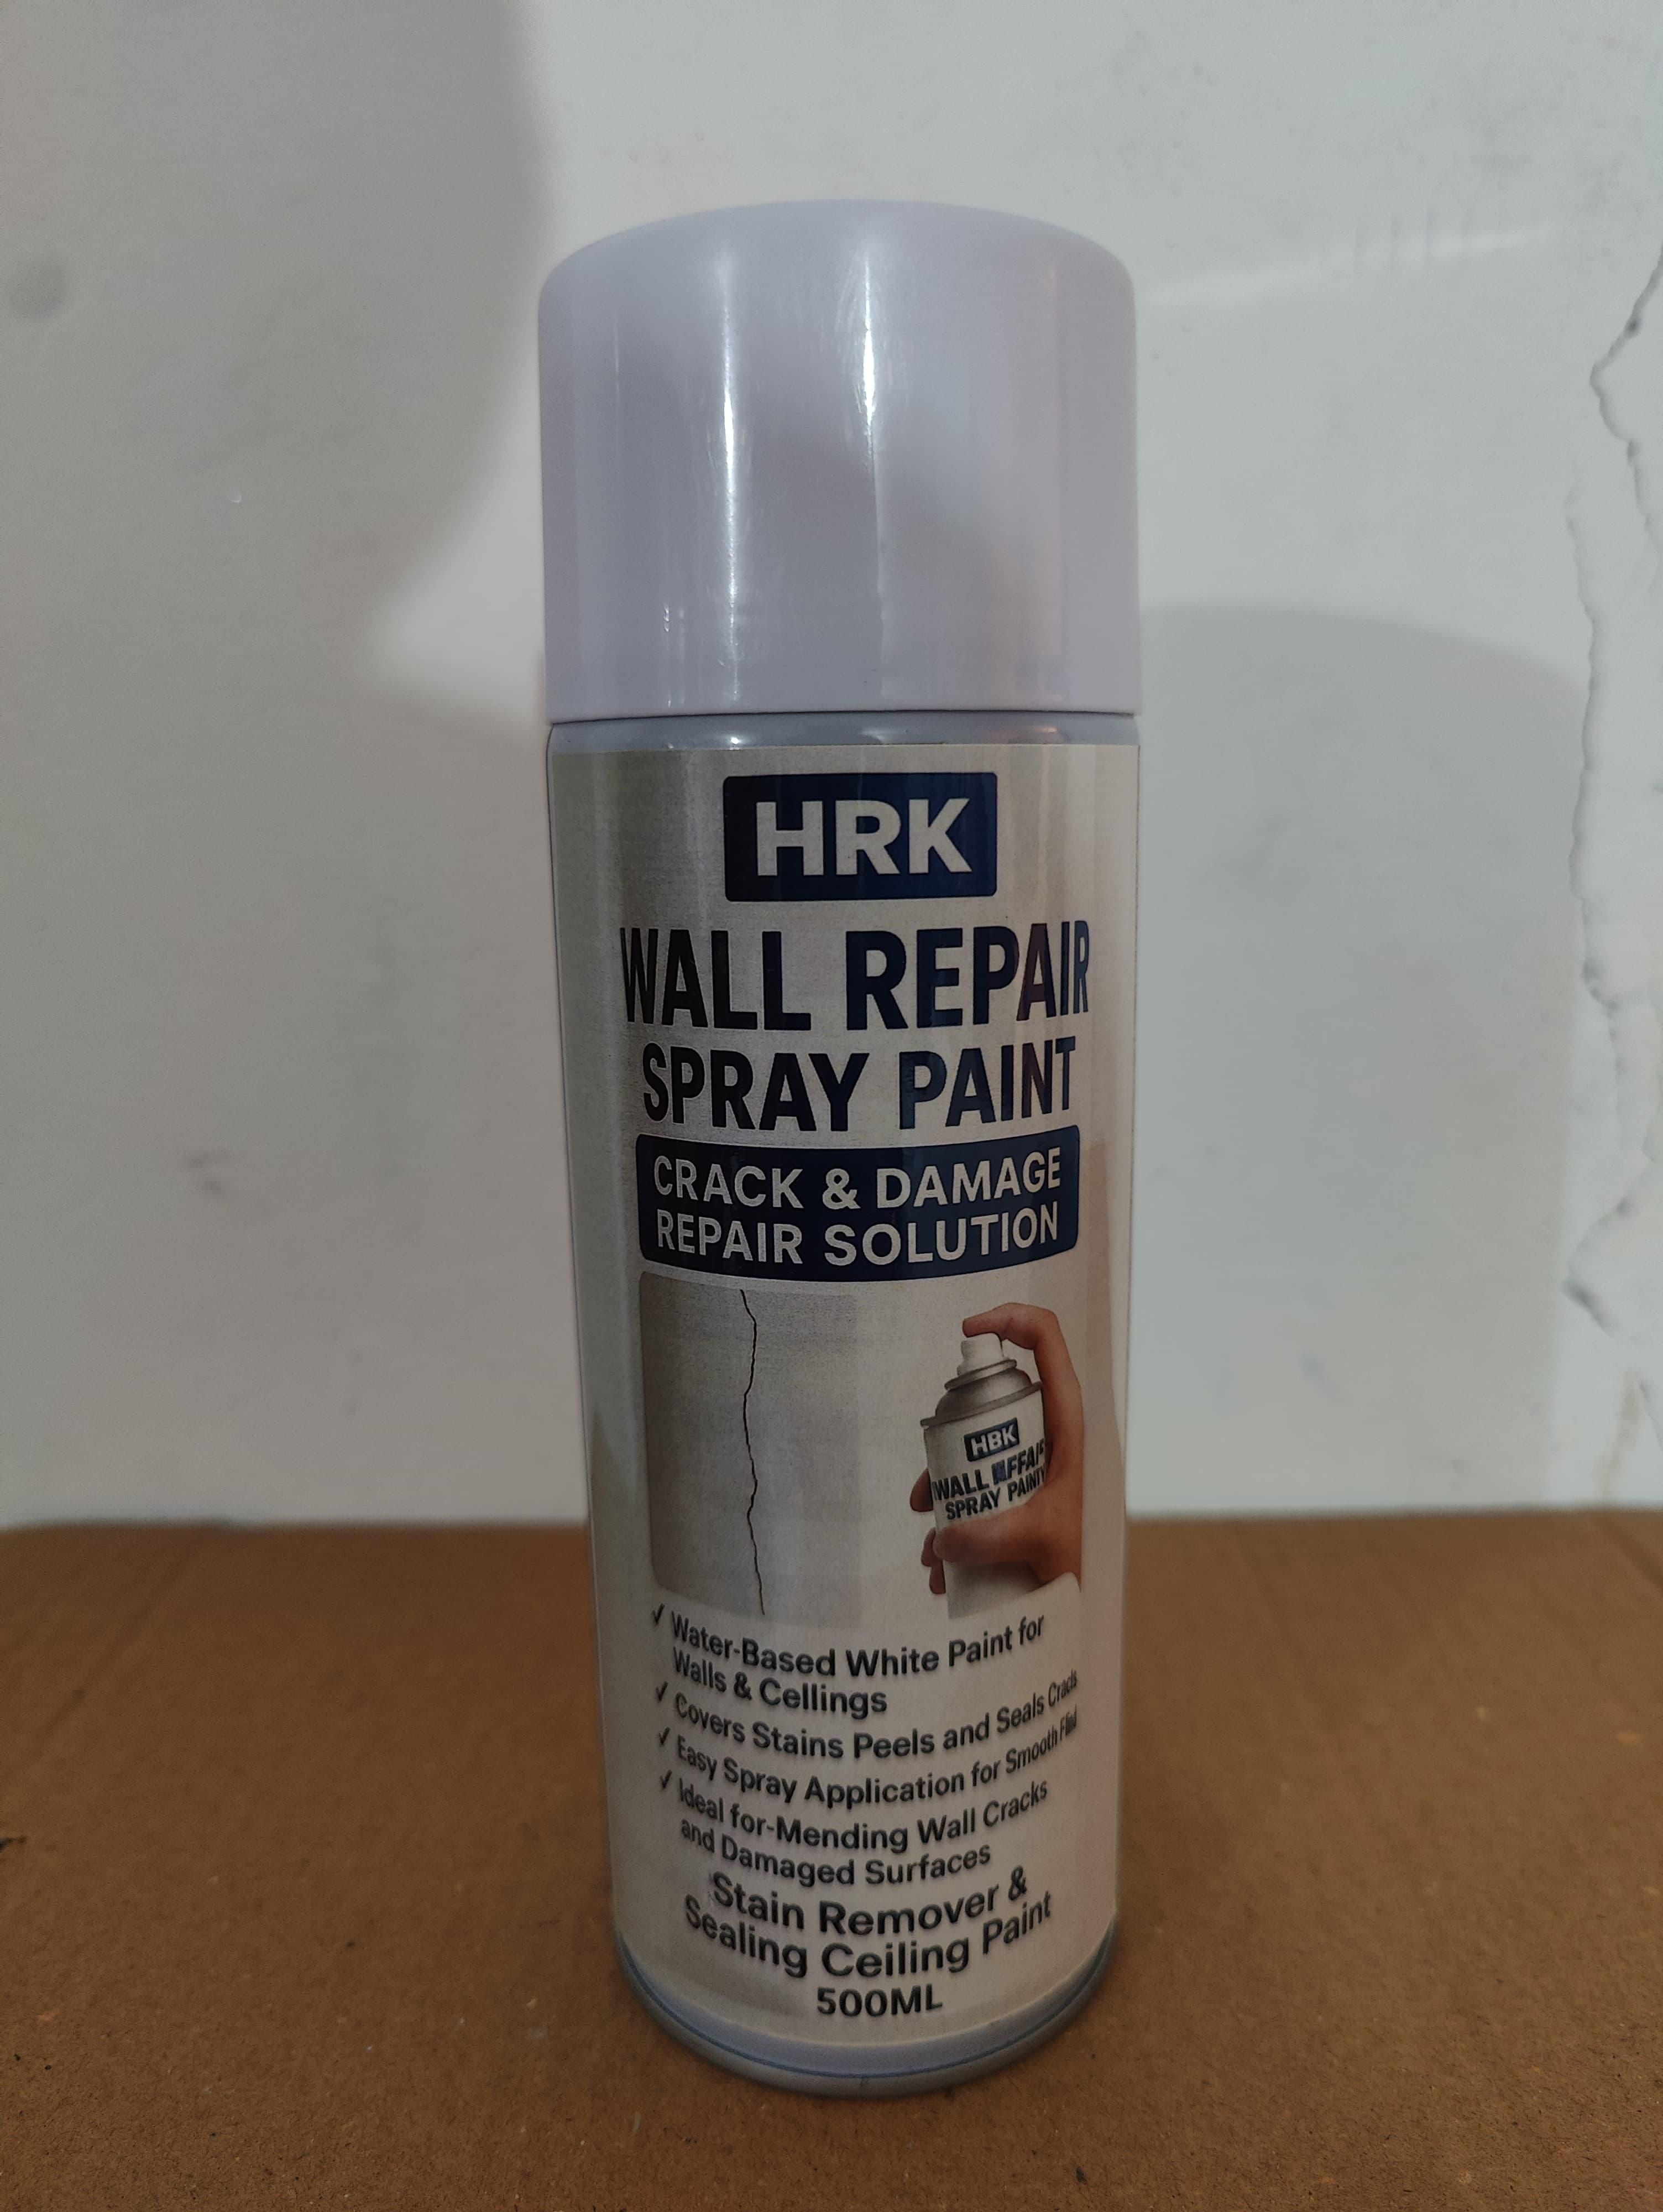 HRK
WALL REPAIR
SPRAY PAINT
CRACK & DAMAGE
REPAIR SOLUTION
HBK
WALL
SPRAY PAINT
✓ Water-Based White Paint for
Walls & Cellings
✓ Covers Stains Peels and Seals
✓ Easy Spray Application for Smooth
✓ Ideal for-Mending Wall Cracks
and Damaged Surfaces
Stain Remover &
Sealing Ceiling Paint
500ML